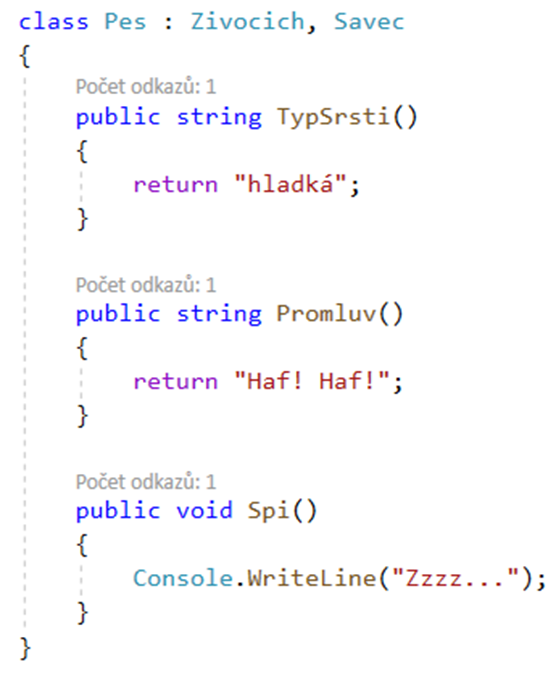 class Pes : Zivocich, Savec
{
Počet odkazů: 1
public string TypSrsti()
{
return "hladká";
}
Počet odkazů: 1
public string Promluv()
{
return "Haf! Haf!";
}
Počet odkazů: 1
public void Spi()
{
Console.WriteLine("Zzzz...");
}
}